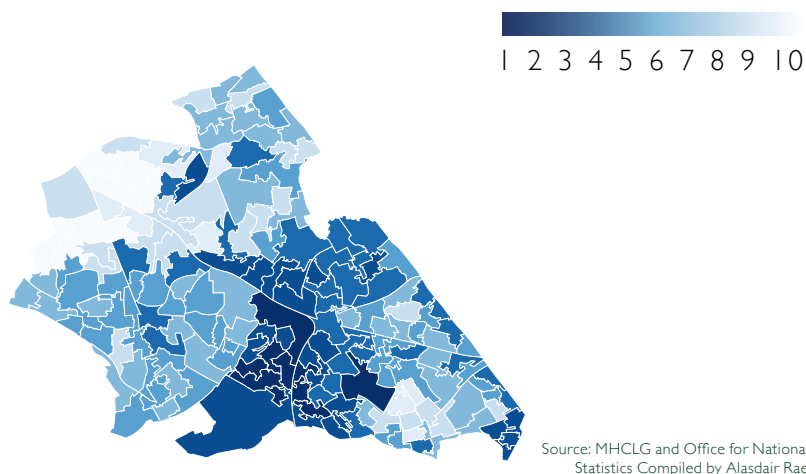 1 2 3 4 5 6 7 8 9 10
Source: MHCLG and Office for Nationa
Statistics Compiled by Alasdair Rae